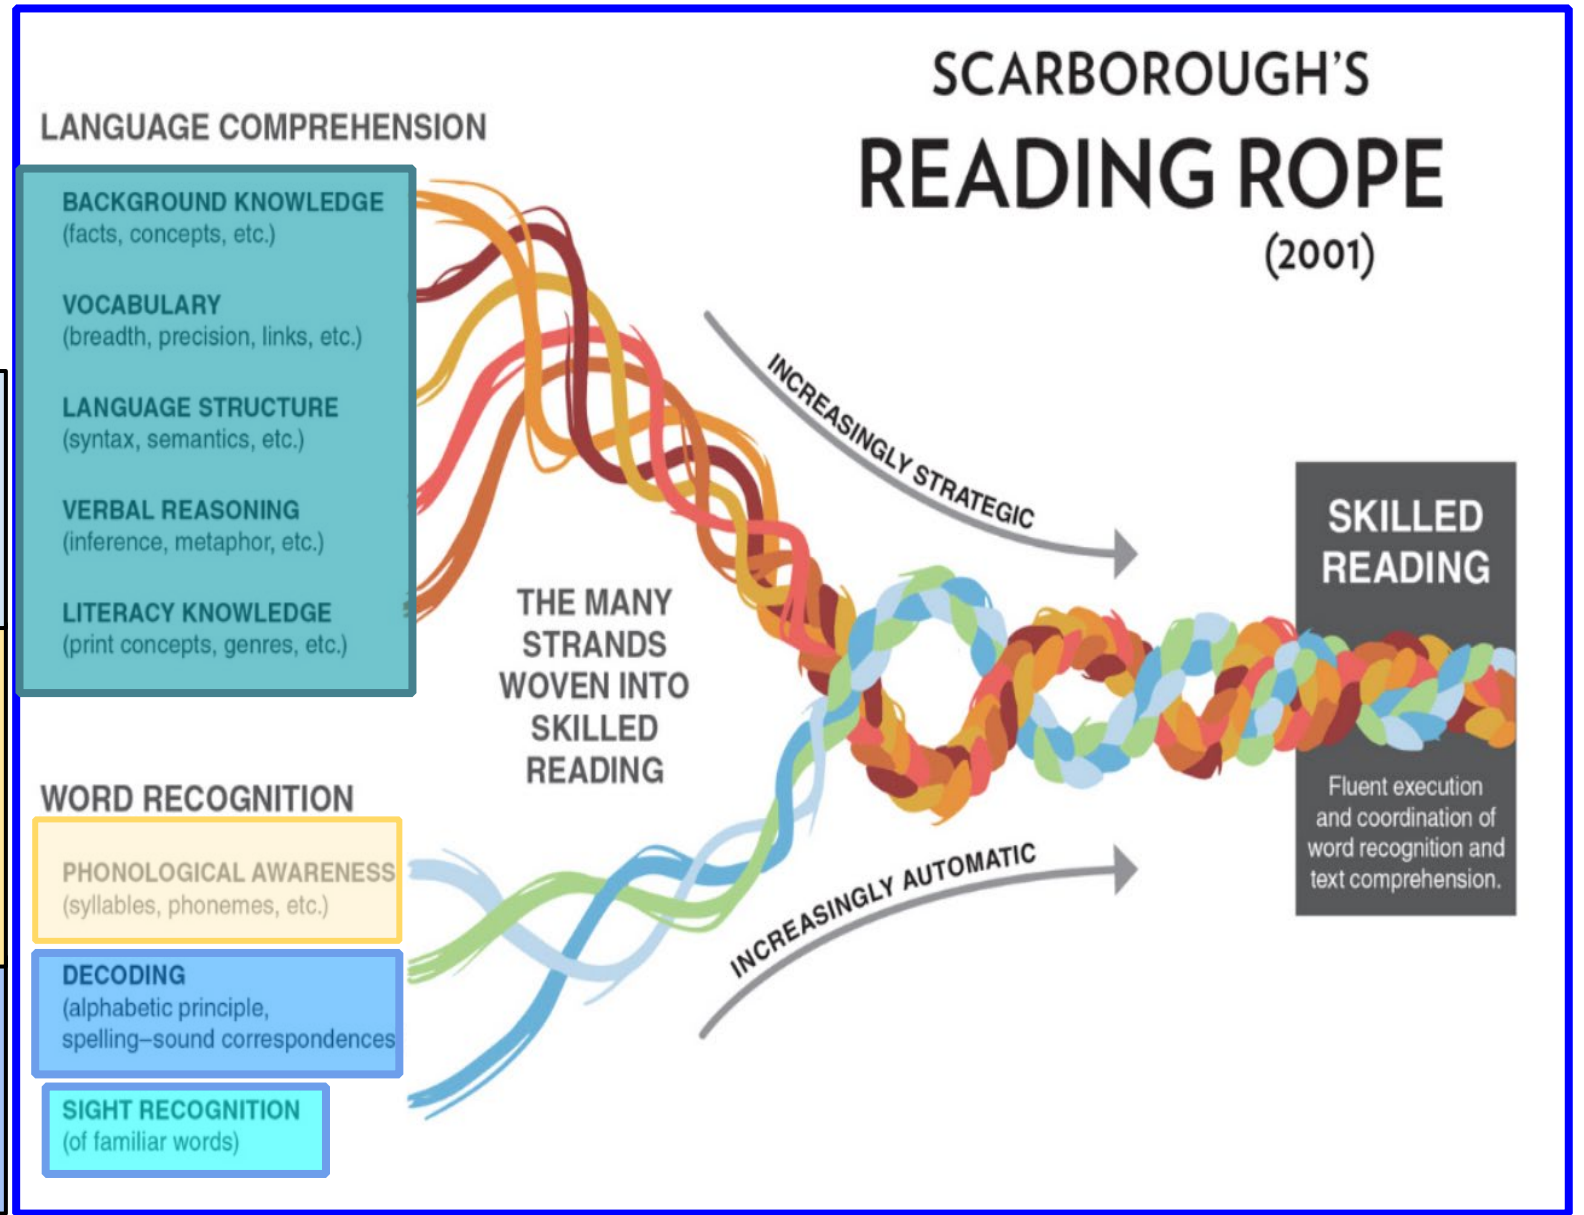 SCARBOROUGH'S
READING ROPE
(2001)
LANGUAGE COMPREHENSION
BACKGROUND KNOWLEDGE
(facts, concepts, etc.)
VOCABULARY
(breadth, precision, links, etc.)
LANGUAGE STRUCTURE
(syntax, semantics, etc.)
VERBAL REASONING
(inference, metaphor, etc.)
LITERACY KNOWLEDGE
(print concepts, genres, etc.)
WORD RECOGNITION
PHONOLOGICAL AWARENESS
(syllables, phonemes, etc.)
DECODING
(alphabetic principle,
spelling–sound correspondences
SIGHT RECOGNITION
(of familiar words)
THE MANY
STRANDS
WOVEN INTO
SKILLED
READING
INCREASINGLY STRATEGIC
INCREASINGLY AUTOMATIC
SKILLED
READING
Fluent execution
and coordination of
word recognition and
text comprehension.